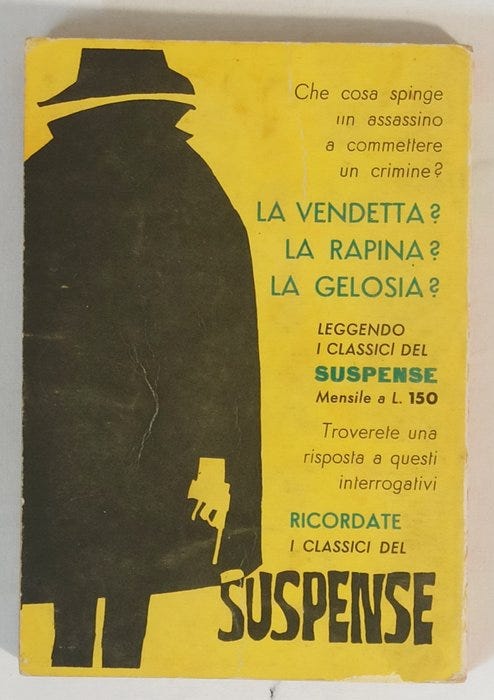 Che cosa spinge
un assassino
a commettere
un crimine?
LA VENDETTA?
LA RAPINA?
LA GELOSIA?
LEGGENDO
I CLASSICI DEL
SUSPENSE
Mensile a L. 150
Troverete una
risposta a questi
interrogativi
RICORDATE
I CLASSICI DEL
SUSPENSE